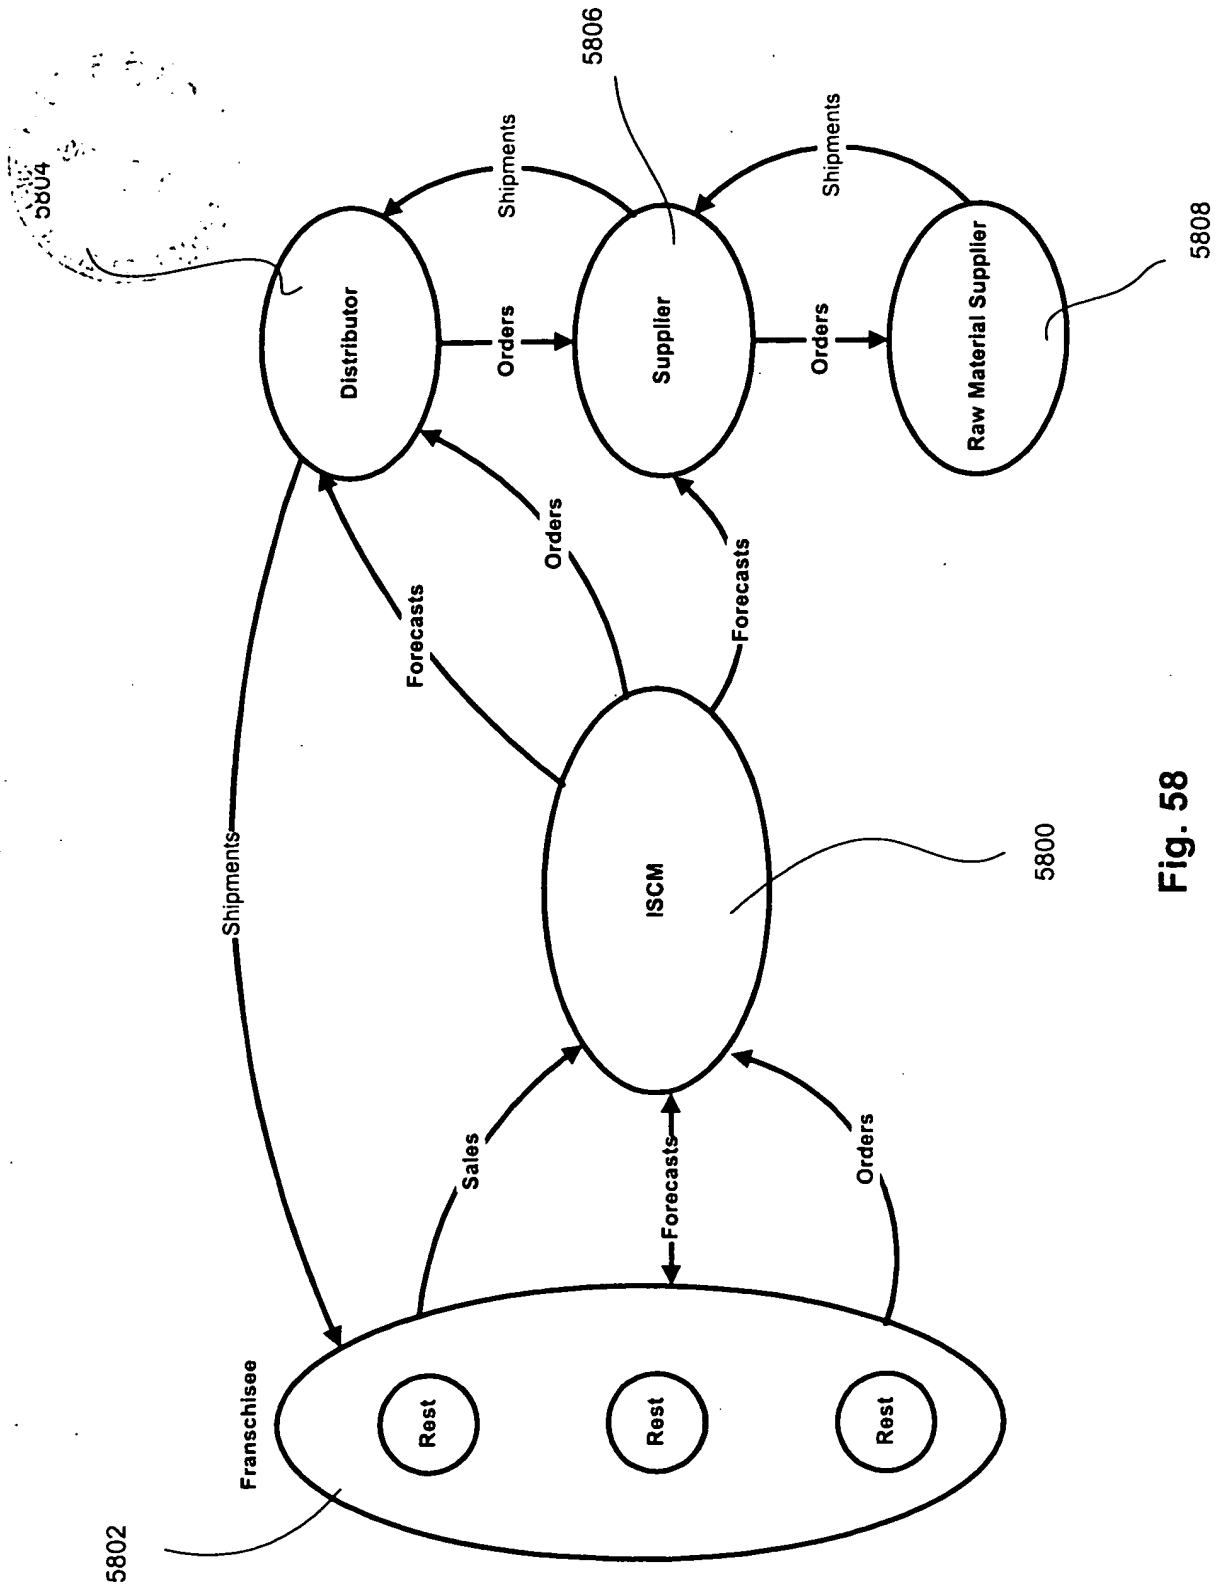 5802
Franschisee
Rest
Rest
Rest
Shipments
Sales
Forecasts
Orders
ISCM
5800
Forecasts
Orders
Forecasts
Distributor
5804
Orders
Shipments
Supplier
5806
Orders
Shipments
Raw Material Supplier
5808
Fig. 58